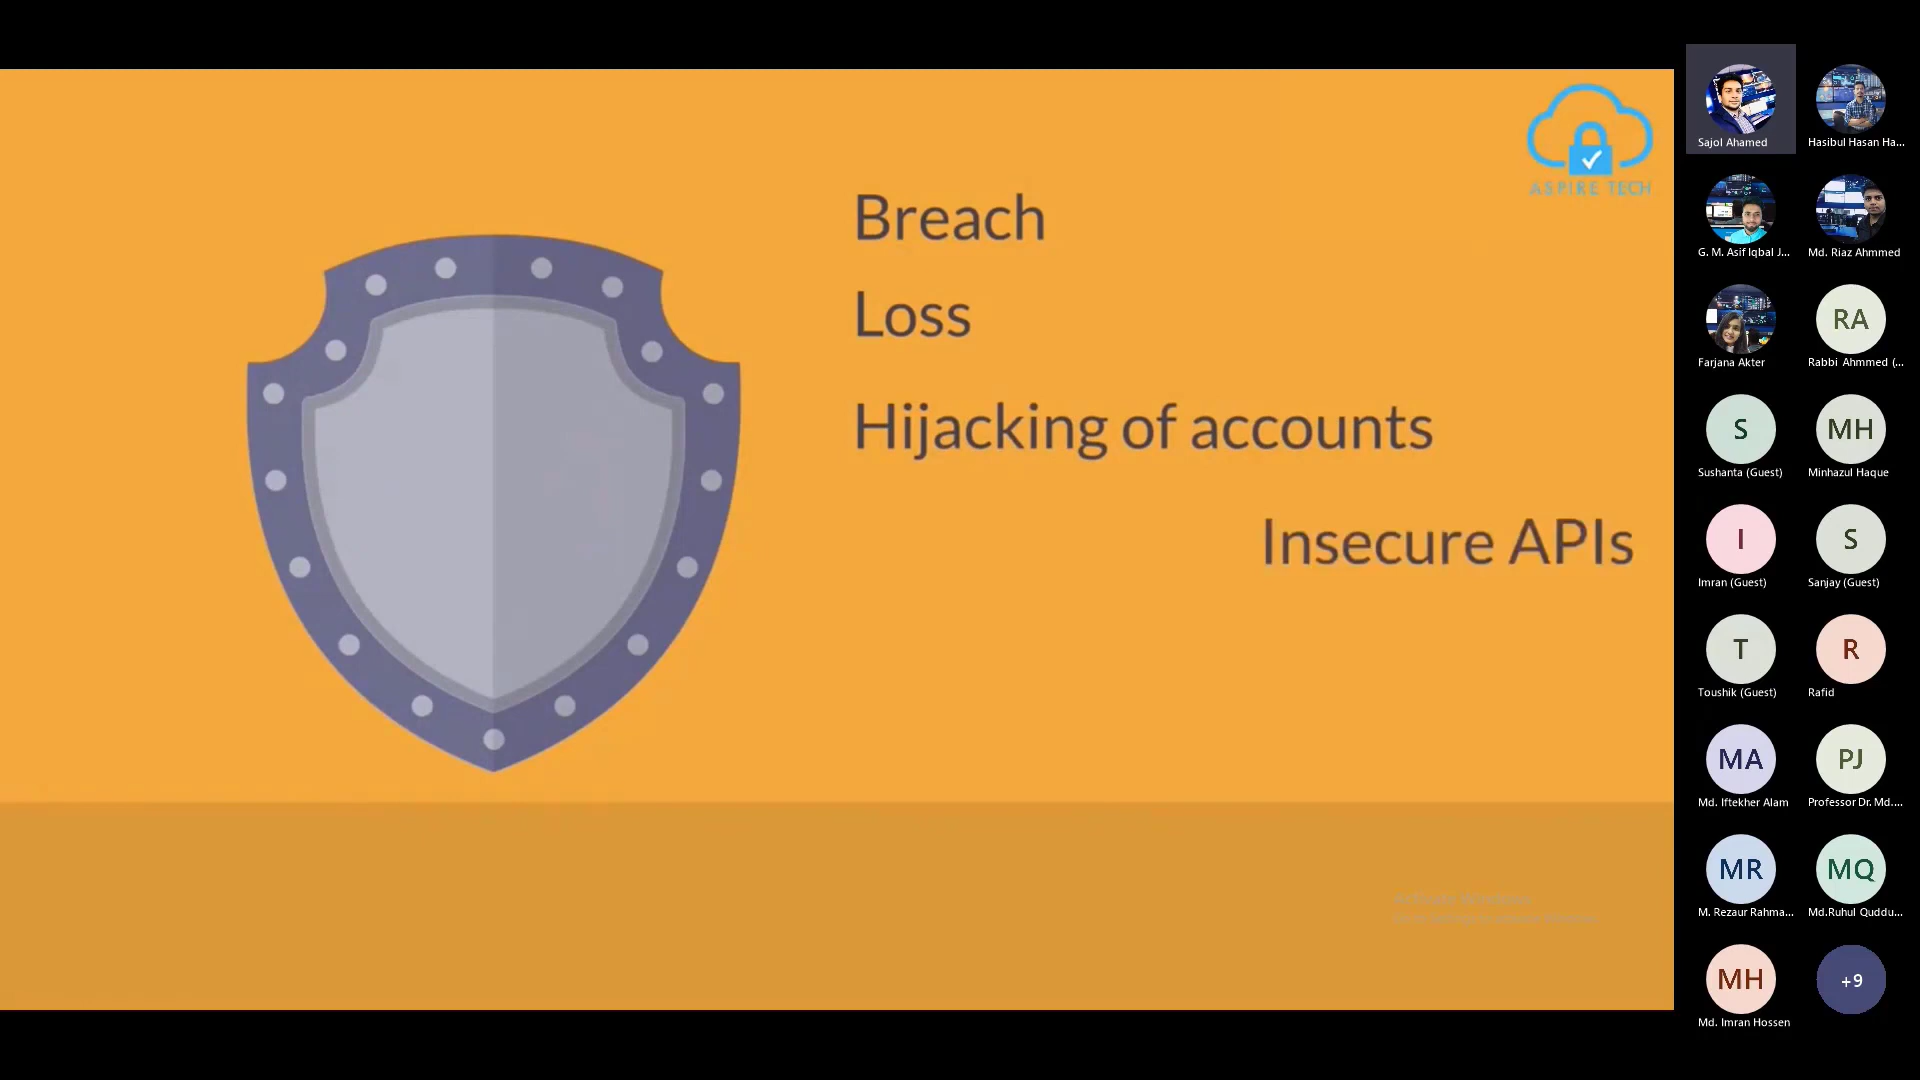 ASPIRE TECH
Breach
Loss
Hijacking of accounts
Insecure APIs
Sajol Ahamed
Hasibul Hasan Ha...
G. M. Asif Iqbal J...
Md. Riaz Ahmmed
Farjana Akter
RA
Rabbi Ahmmed (...
S
Sushanta (Guest)
MH
Minhazul Haque
I
Imran (Guest)
S
Sanjay (Guest)
T
Toushik (Guest)
R
Rafid
MA
Md. Iftekher Alam
PJ
Professor Dr. Md....
MR
M. Rezaur Rahma...
MQ
Md.Ruhul Quddu...
MH
Md. Imran Hossen
+9